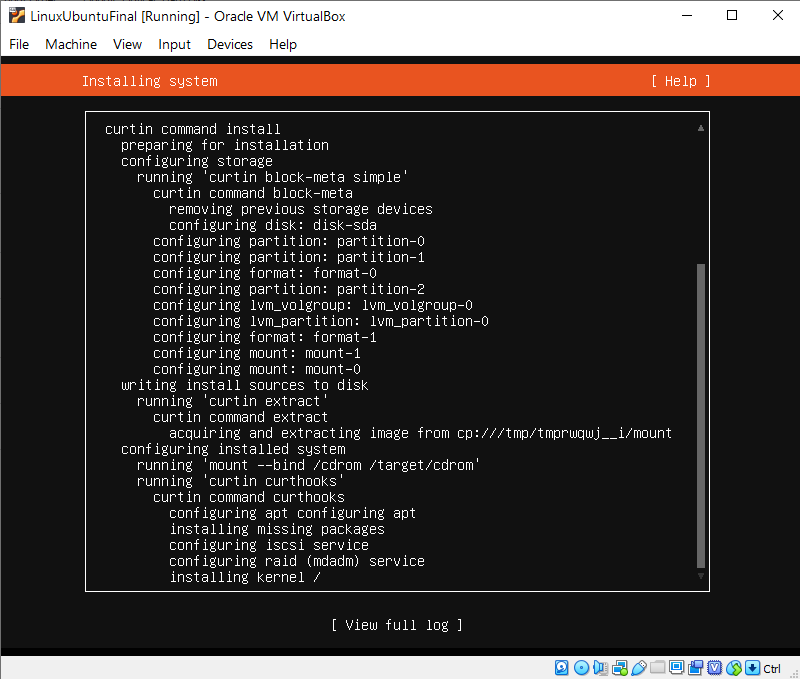 LinuxUbuntuFinal [Running] - Oracle VM VirtualBox
File Machine View Input Devices Help
Installing system [ Help ]
curtin command install
preparing for installation
configuring storage
running 'curtin block-meta simple'
curtin command block-meta
removing previous storage devices
configuring disk: disk-sda
configuring partition: partition-0
configuring partition: partition-1
configuring format: format-0
configuring partition: partition-2
configuring lvm_volgroup: lvm_volgroup-0
configuring lvm_partition: lvm_partition-0
configuring format: format-1
configuring mount: mount-1
configuring mount: mount-0
writing install sources to disk
running 'curtin extract'
curtin command extract
acquiring and extracting image from cp:///tmp/tmprwqwj__i/mount
configuring installed system
running 'mount --bind /cdrom /target/cdrom'
running 'curtin curthooks'
curtin command curthooks
configuring apt configuring apt
installing missing packages
configuring iscsi service
configuring raid (mdadm) service
installing kernel /
[ View full log ]
Ctrl